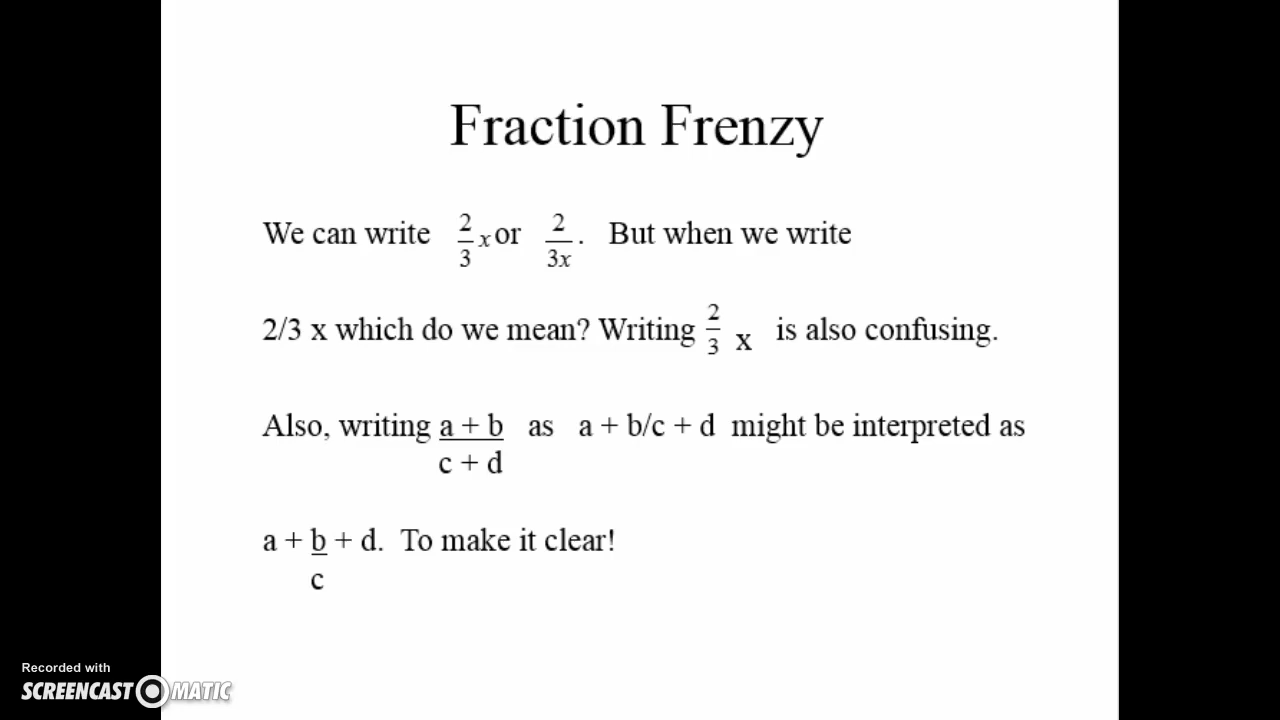 Fraction Frenzy
We can write 2/3 x or 2/3x. But when we write
2/3 x which do we mean? Writing 2/3 x is also confusing.
Also, writing a + b as a + b/c + d might be interpreted as
c + d
a + b + d. To make it clear!
c
Recorded with
SCREENCAST O MATIC